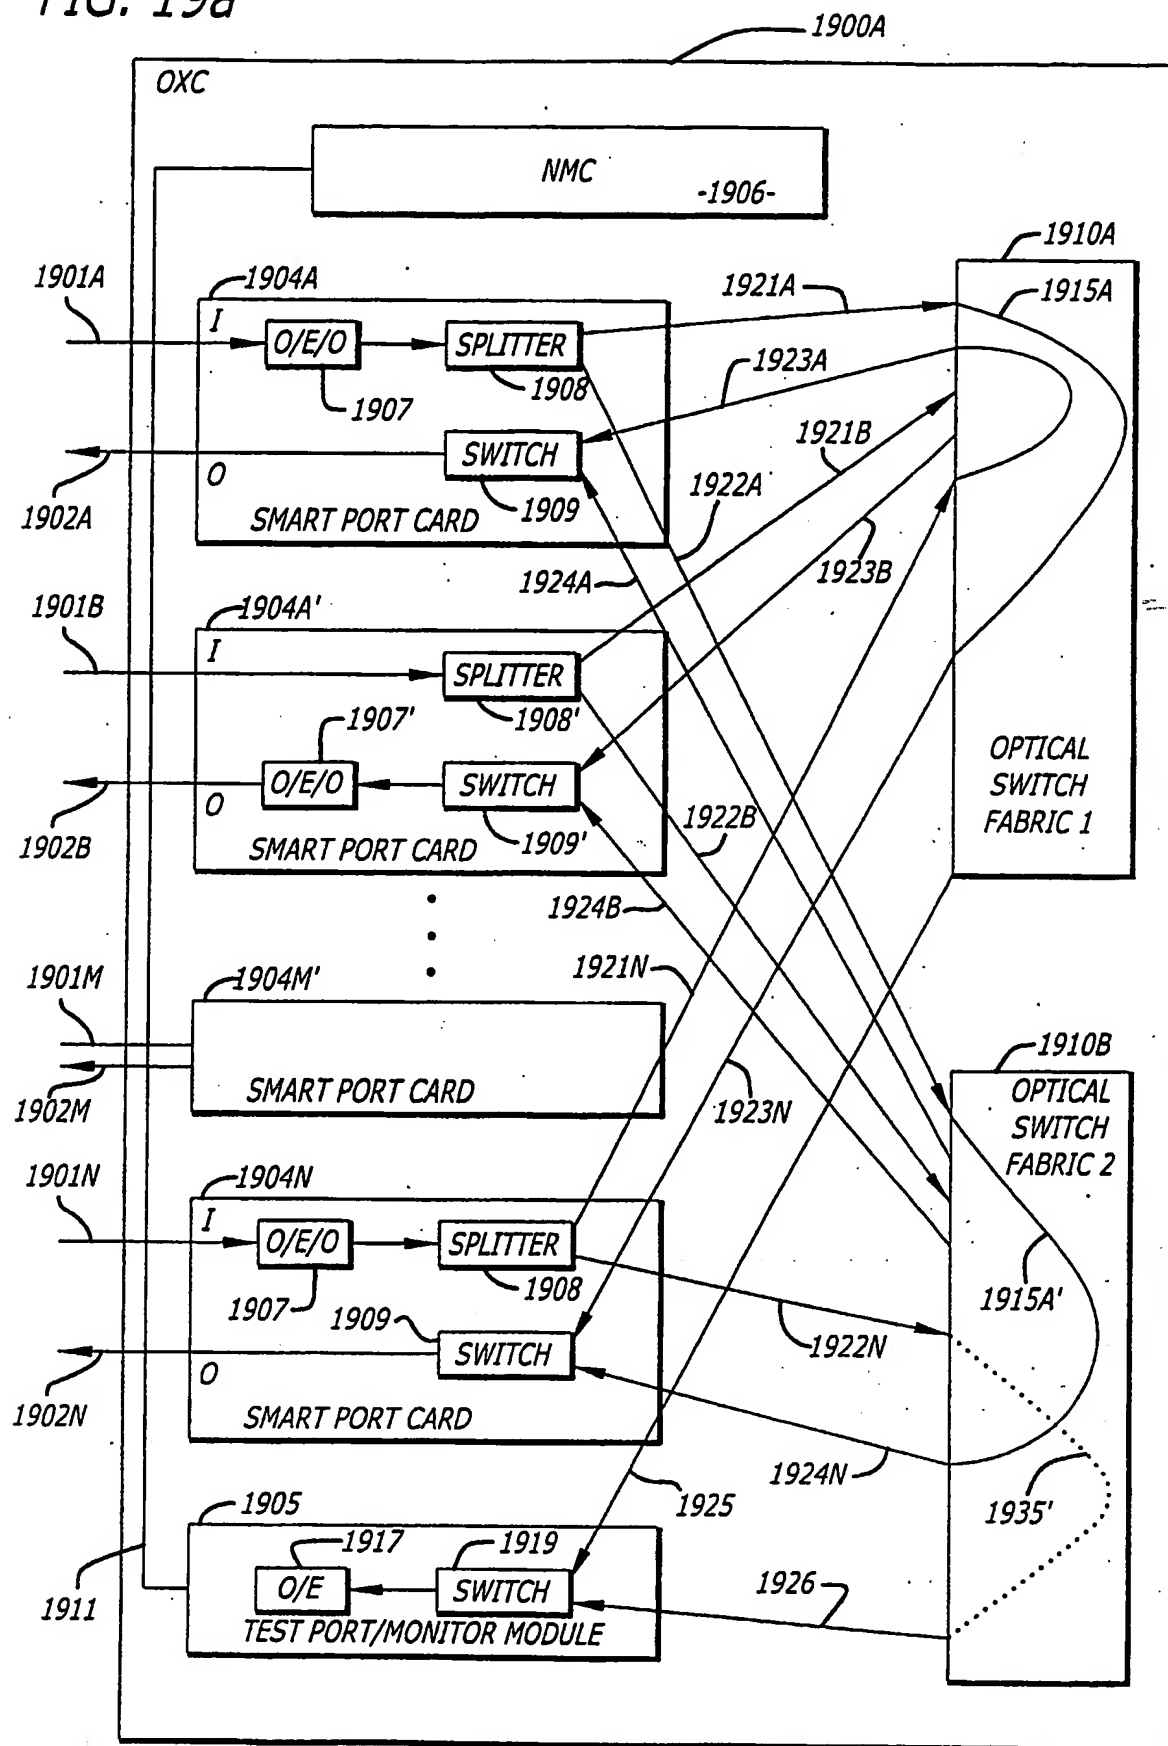 FIG. 19a
1900A
OXC
NMC
-1906-
1910A
1901A
1904A
1921A
1915A
I
O/E/O
SPLITTER
1923A
1908
1907
1921B
SWITCH
O
1922A
1902A
1909
SMART PORT CARD
1924A
1923B
1901B
1904A'
I
SPLITTER
1907'
1908'
OPTICAL
SWITCH
FABRIC 1
O/E/O
SWITCH
O
1922B
1902B
1909'
SMART PORT CARD
1924B
1901M
1904M'
1921N
1910B
OPTICAL
SWITCH
FABRIC 2
SMART PORT CARD
1902M
1923N
1901N
1904N
I
O/E/O
SPLITTER
1908
1907
1909
1915A'
SWITCH
1922N
O
1902N
SMART PORT CARD
1924N
1925
1935'
1905
1917
1919
O/E
SWITCH
1926
1911
TEST PORT/MONITOR MODULE